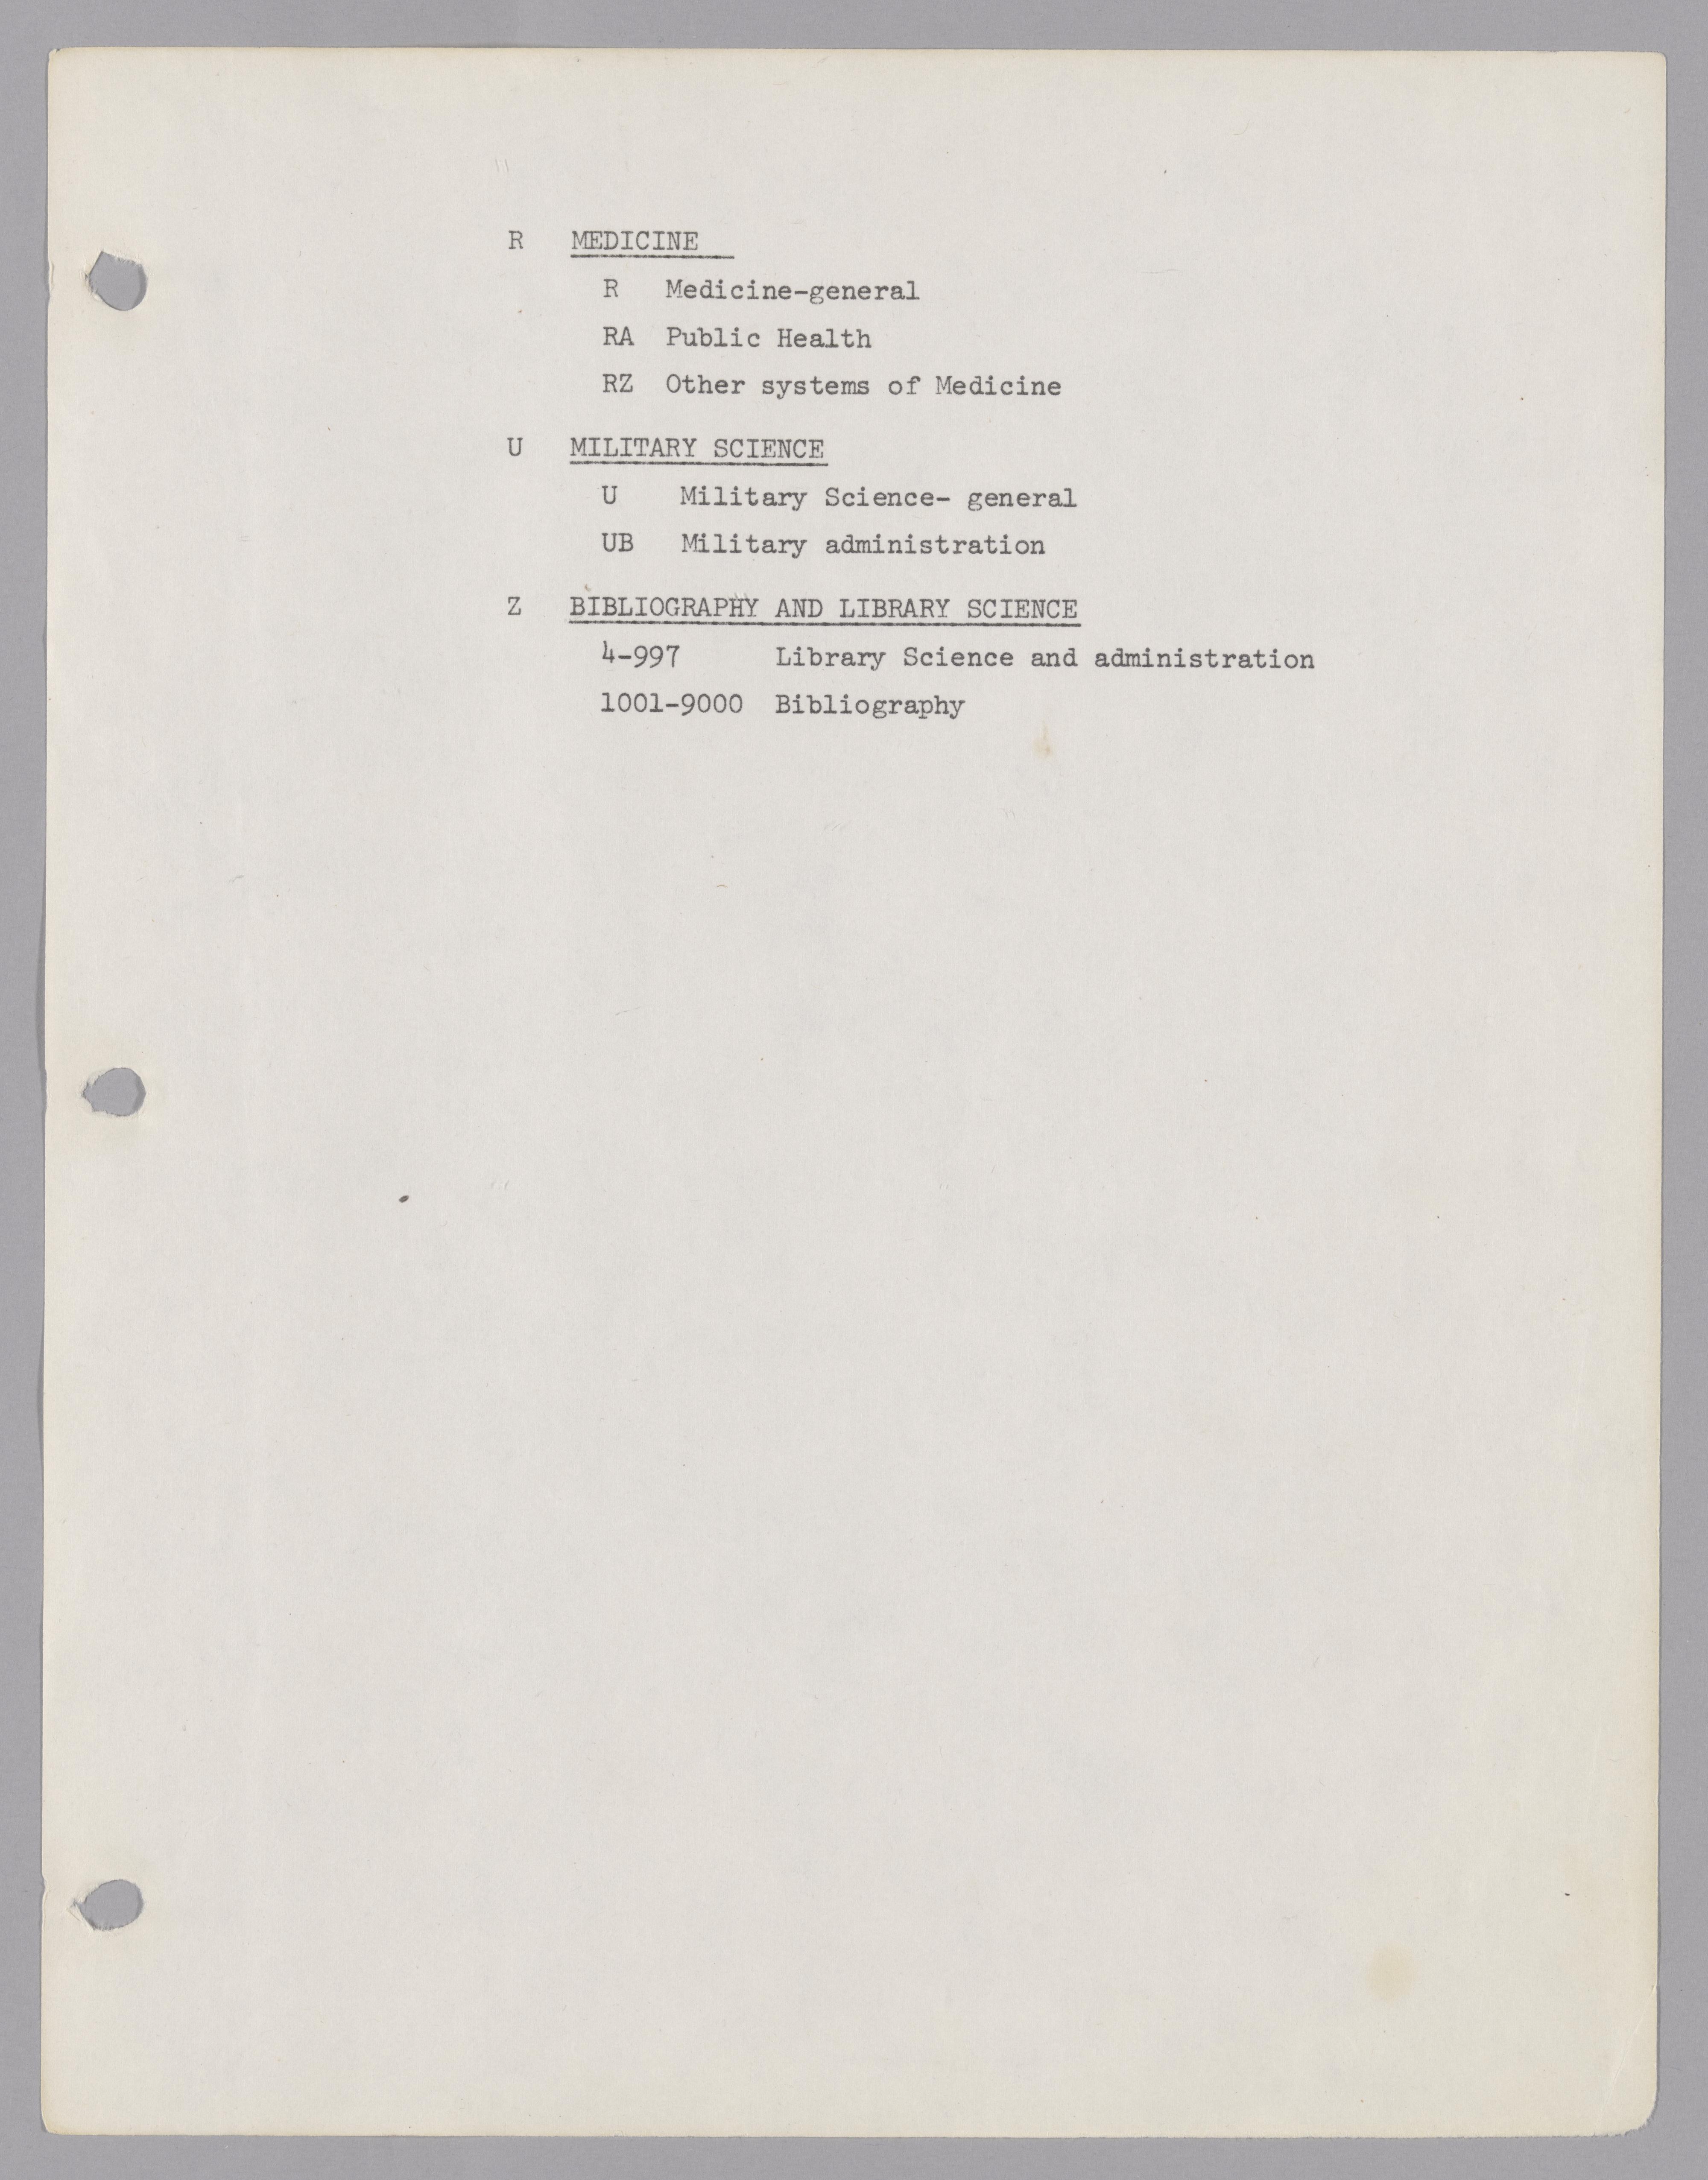 R MEDICINE
R Medicine-general
RA Public Health
RZ Other systems of Medicine
U MILITARY SCIENCE
U Military Science- general
UB Military administration
Z BIBLIOGRAPHY AND LIBRARY SCIENCE
4-997 Library Science and administration
1001-9000 Bibliography